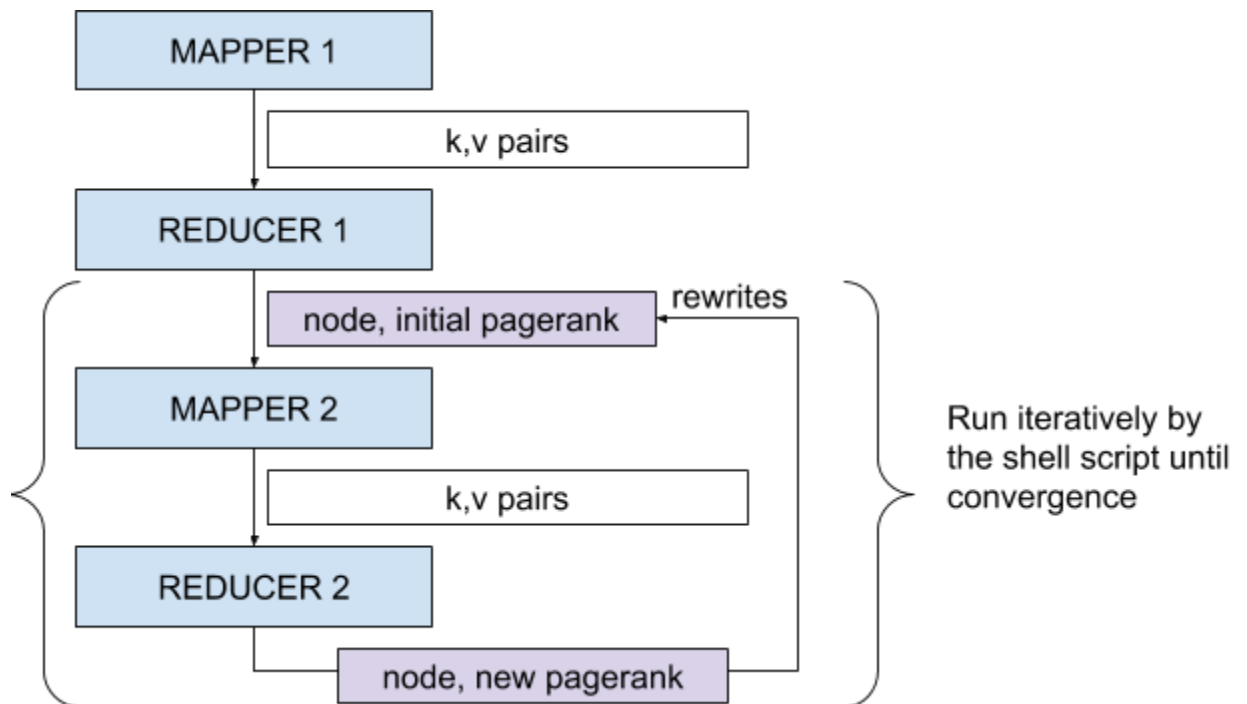 MAPPER 1
k,v pairs
REDUCER 1
node, initial pagerank
rewrites
MAPPER 2
k,v pairs
REDUCER 2
node, new pagerank
Run iteratively by
the shell script until
convergence